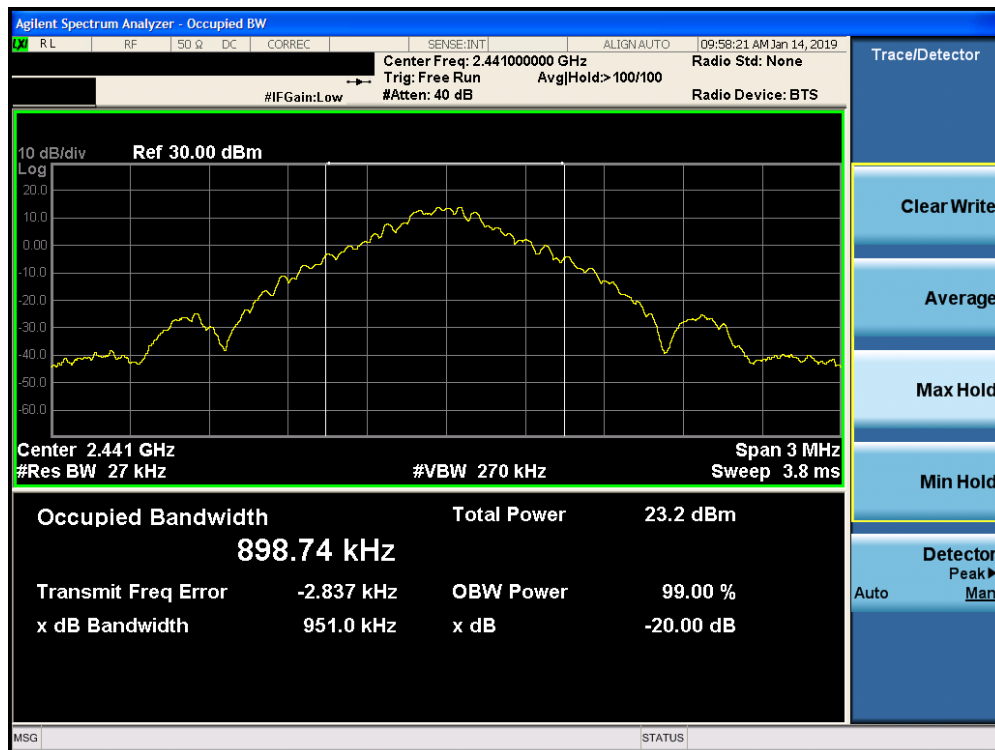 Agilent Spectrum Analyzer - Occupied BW
LXI RL RF 50 Ω DC CORREC SENSE:INT ALIGN AUTO 09:58:21 AM Jan 14, 2019
Center Freq: 2.441000000 GHz Radio Std: None
Trig: Free Run Avg|Hold:>100/100
#IFGain:Low #Atten: 40 dB Radio Device: BTS
10 dB/div Ref 30.00 dBm
Log
20.0
10.0
0.00
-10.0
-20.0
-30.0
-40.0
-50.0
-60.0
Center 2.441 GHz Span 3 MHz
#Res BW 27 kHz #VBW 270 kHz Sweep 3.8 ms
Occupied Bandwidth Total Power 23.2 dBm
898.74 kHz
Transmit Freq Error -2.837 kHz OBW Power 99.00 %
x dB Bandwidth 951.0 kHz x dB -20.00 dB
MSG STATUS
Trace/Detector
Clear Write
Average
Max Hold
Min Hold
Detector
Peak▶
Auto Man